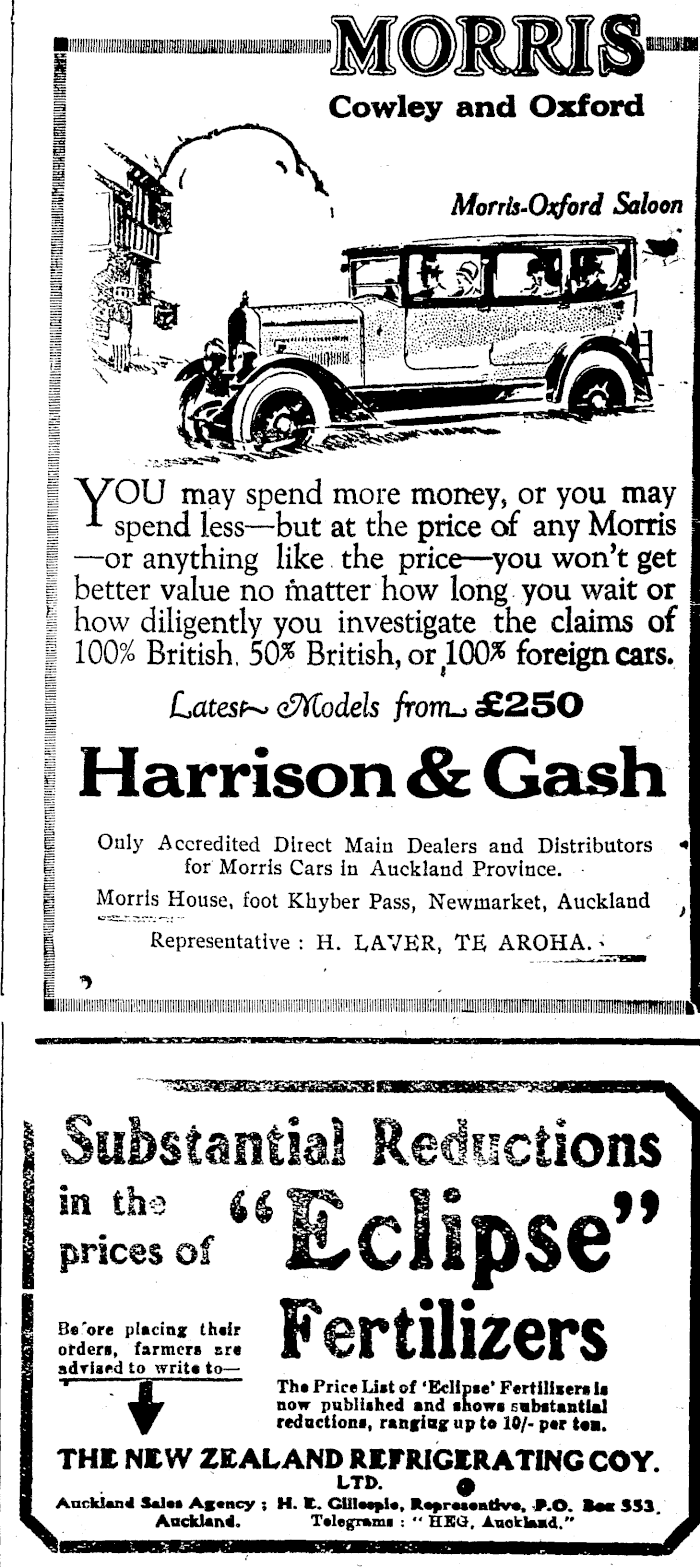 MORRIS
Cowley and Oxford
Morris-Oxford Saloon
YOU may spend more money, or you may
spend less—but at the price of any Morris
—or anything like the price—you won't get
better value no matter how long you wait or
how diligently you investigate the claims of
100% British, 50% British, or 100% foreign cars.
Latest Models from £250
Harrison & Gash
Only Accredited Direct Main Dealers and Distributors
for Morris Cars in Auckland Province.
Morris House, foot Khyber Pass, Newmarket, Auckland
Representative : H. LAVER, TE AROHA.
Substantial Reductions
in the
prices of
"Eclipse"
Fertilizers
Before placing their
orders, farmers are
advised to write to—
The Price List of 'Eclipse' Fertilizers is
now published and shows substantial
reductions, ranging up to 10/- per ton.
THE NEW ZEALAND REFRIGERATING COY.
LTD.
Auckland Sales Agency ; H. E. Gillespie, Representive, P.O. Box 553,
Auckland. Telegrams : " HEG, Auckland."